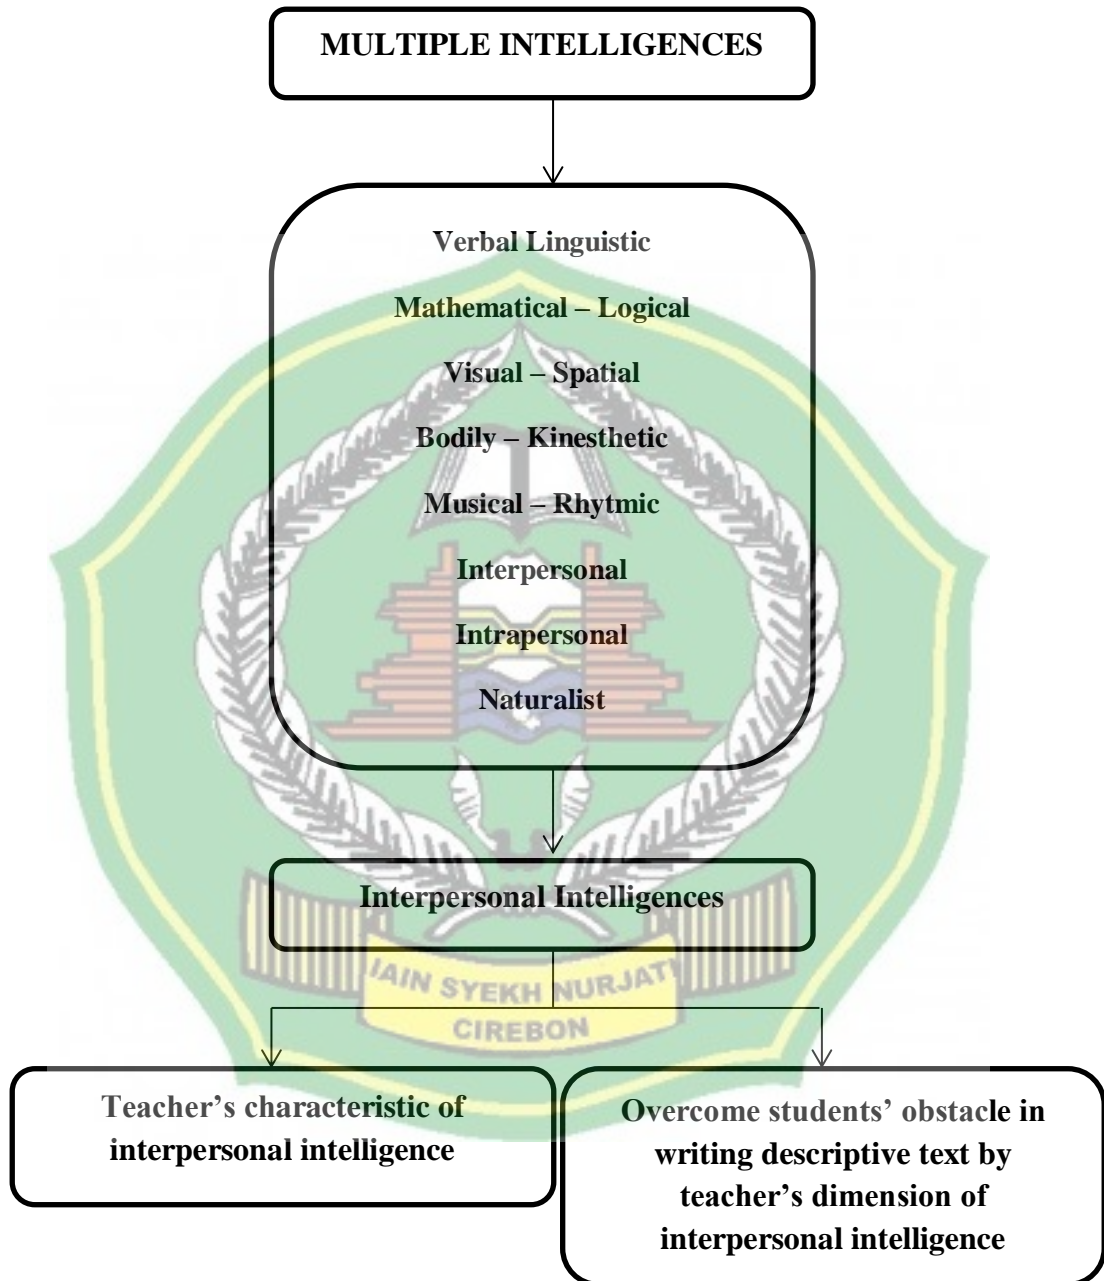 MULTIPLE INTELLIGENCES
Verbal Linguistic
Mathematical – Logical
Visual – Spatial
Bodily – Kinesthetic
Musical – Rhytmic
Interpersonal
Intrapersonal
Naturalist
Interpersonal Intelligences
IAIN SYEKH NURJATI
CIREBON
Teacher’s characteristic of
interpersonal intelligence
Overcome students’ obstacle in
writing descriptive text by
teacher’s dimension of
interpersonal intelligence